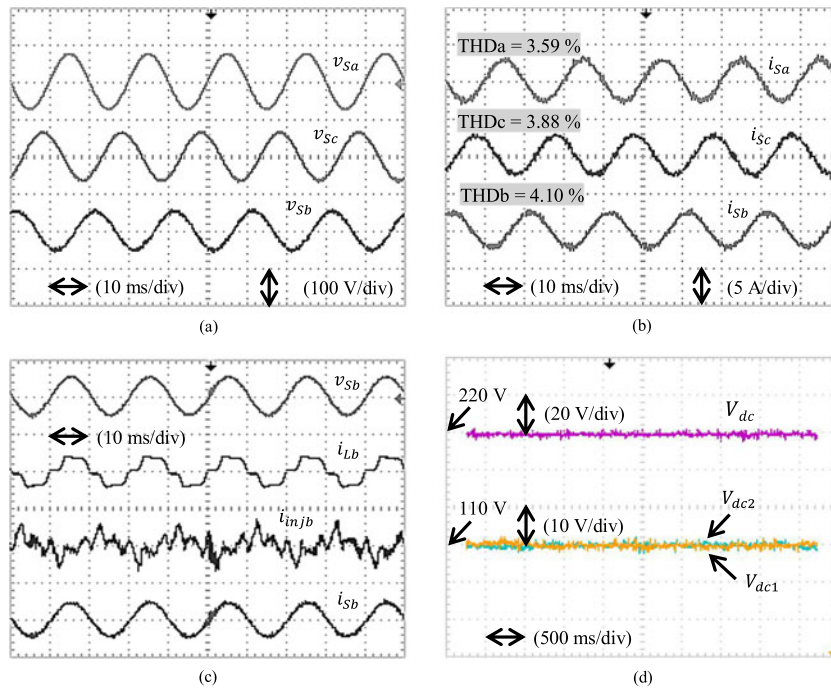 v_Sa
v_Sc
v_Sb
(10 ms/div)
(100 V/div)
(a)
THDa = 3.59 %
i_Sa
THDc = 3.88 %
i_Sc
THDb = 4.10 %
i_Sb
(10 ms/div)
(5 A/div)
(b)
v_Sb
(10 ms/div)
i_Lb
i_injb
i_Sb
(c)
220 V
(20 V/div)
V_dc
110 V
(10 V/div)
V_dc2
V_dc1
(500 ms/div)
(d)